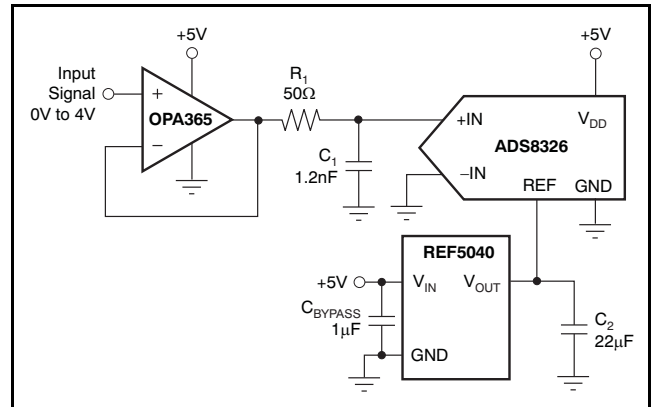 +5V
+5V
Input
Signal
0V to 4V
+
−
OPA365
R1
50Ω
C1
1.2nF
+IN
−IN
VDD
ADS8326
REF
GND
REF5040
+5V
VIN
VOUT
CBYPASS
1μF
GND
C2
22μF